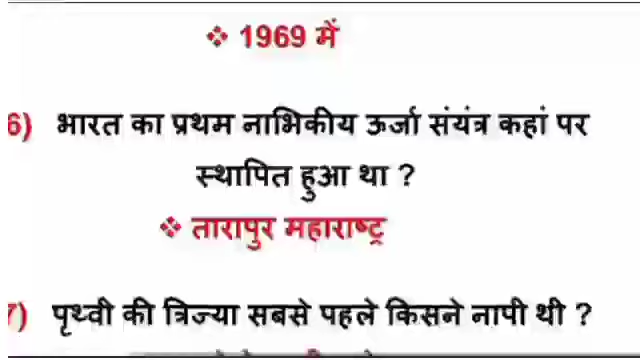 ❖ 1969 में
6) भारत का प्रथम नाभिकीय ऊर्जा संयंत्र कहां पर
स्थापित हुआ था ?
❖ तारापुर महाराष्ट्र
7) पृथ्वी की त्रिज्या सबसे पहले किसने नापी थी ?